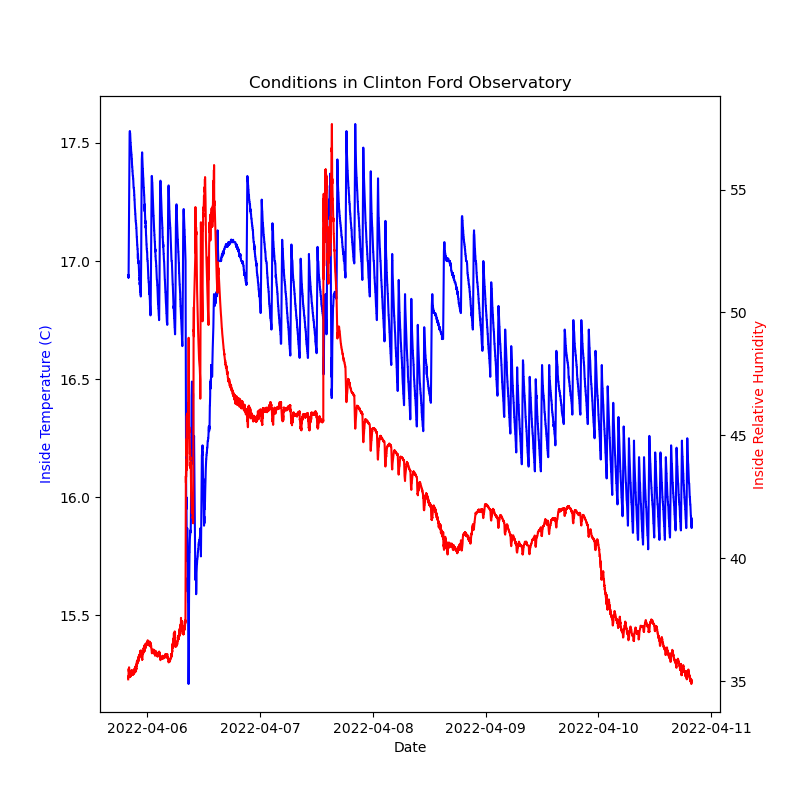 Conditions in Clinton Ford Observatory
17.5
17.0
16.5
16.0
15.5
Inside Temperature (C)
55
50
45
40
35
Inside Relative Humidity
2022-04-06 2022-04-07 2022-04-08 2022-04-09 2022-04-10 2022-04-11
Date